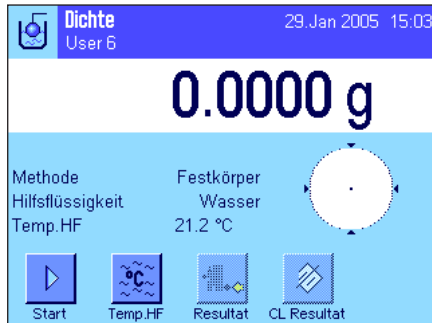 Dichte
29.Jan 2005 15:03
User 6
0.0000 g
Methode Festkörper
Hilfsflüssigkeit Wasser
Temp.HF 21.2 °C
°C
Start Temp.HF Resultat CL Resultat